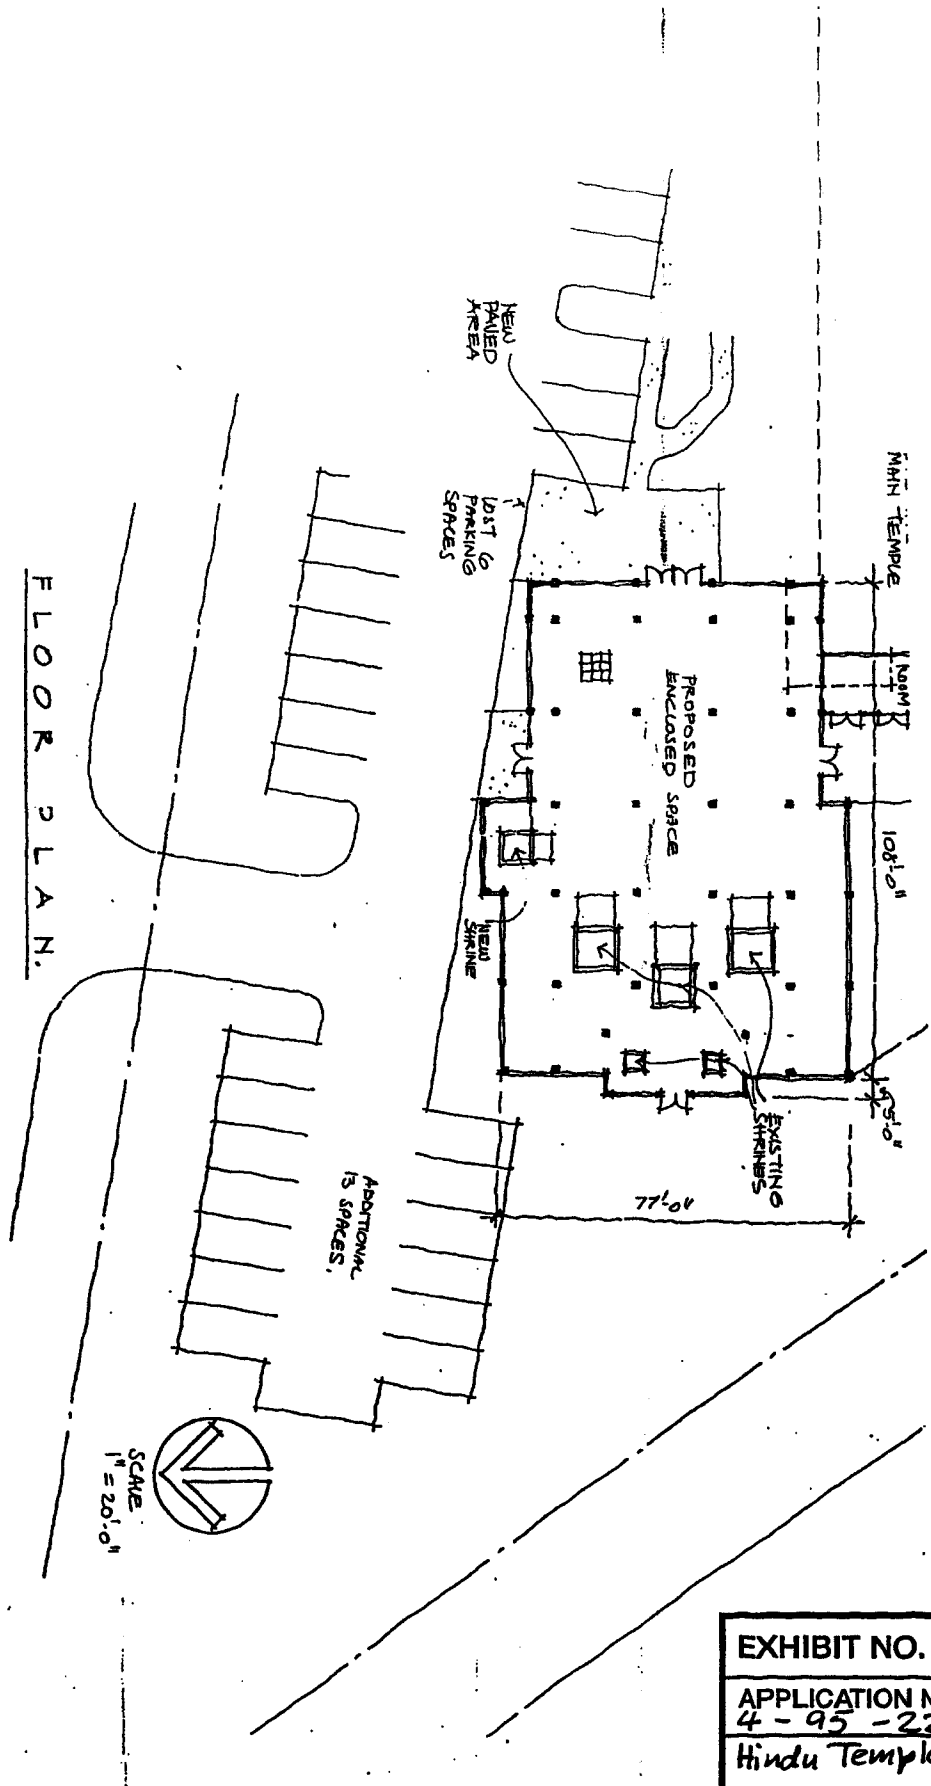 MAIN TEMPLE
ROOM
108'-0"
5'-0"
NEW
PAVED
AREA
LOST 6
PARKING
SPACES
PROPOSED
ENCLOSED SPACE
NEW
SHRINE
EXISTING
SHRINES
77'-0"
ADDITIONAL
13 SPACES.
FLOOR PLAN.
SCALE
1" = 20'-0"
EXHIBIT NO.
APPLICATION N
4-95-22
Hindu Temple